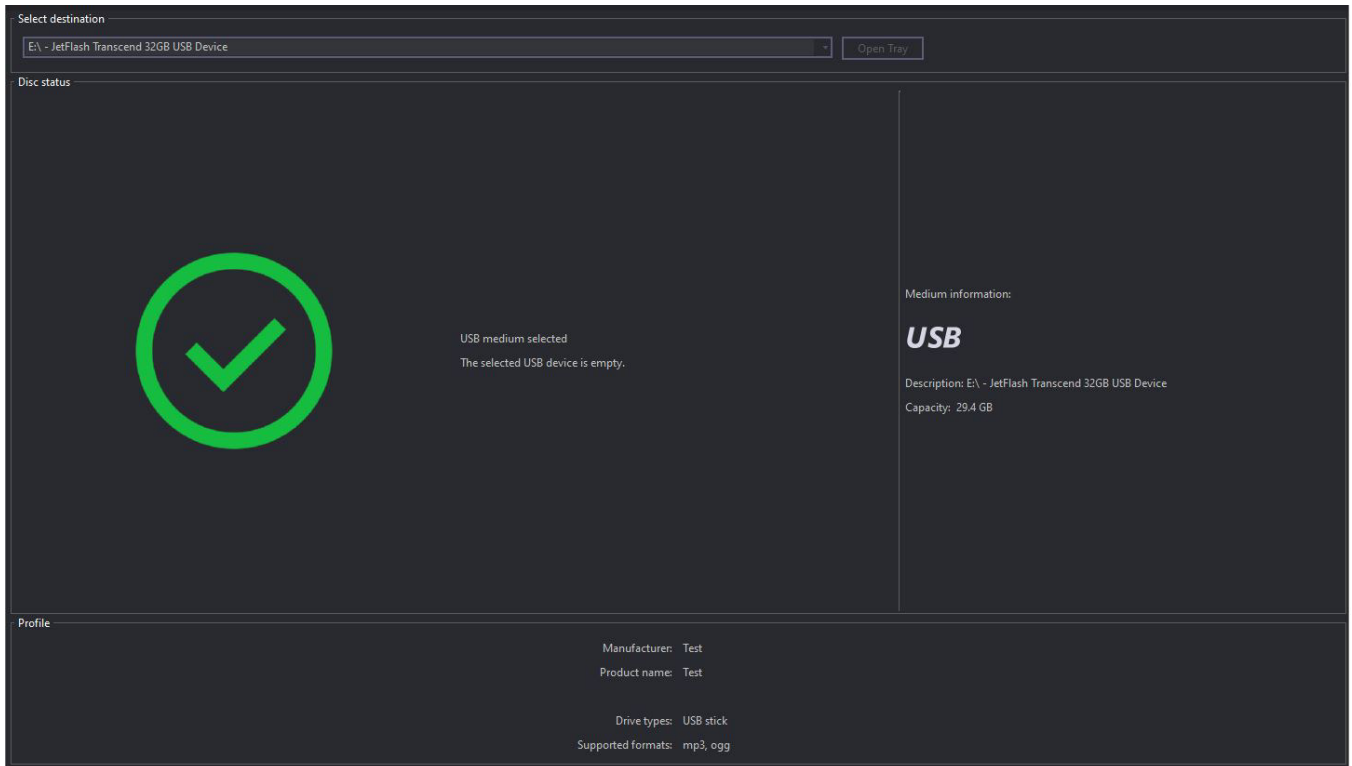 Select destination
E:\ - JetFlash Transcend 32GB USB Device
Open Tray
Disc status
USB medium selected
The selected USB device is empty.
Medium information:
USB
Description: E:\ - JetFlash Transcend 32GB USB Device
Capacity: 29.4 GB
Profile
Manufacturer: Test
Product name: Test
Drive types: USB stick
Supported formats: mp3, ogg